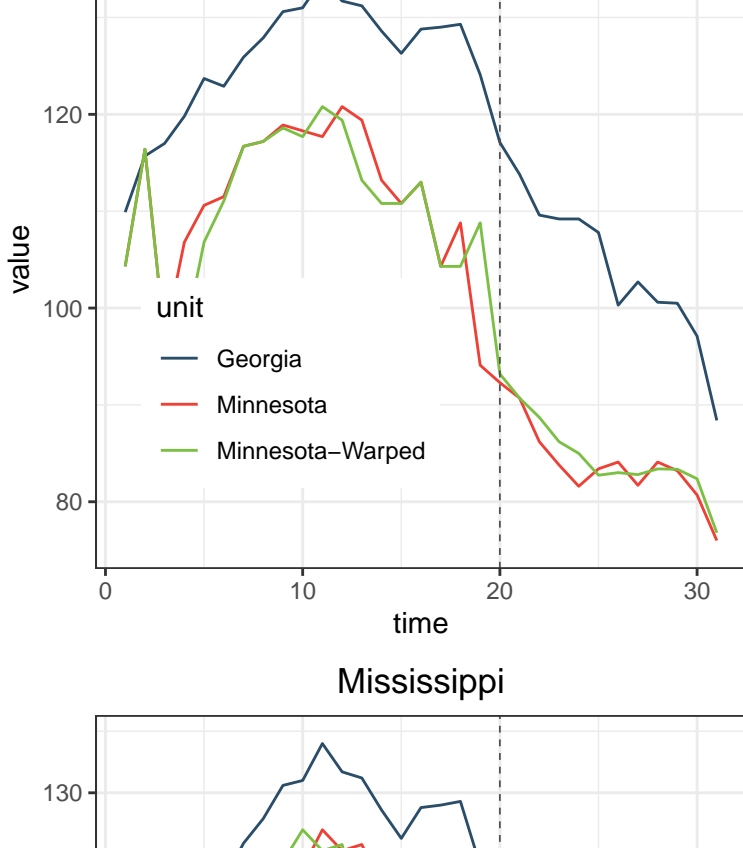 120
100
80
value
unit
Georgia
Minnesota
Minnesota−Warped
0 10 20 30
time
Mississippi
130